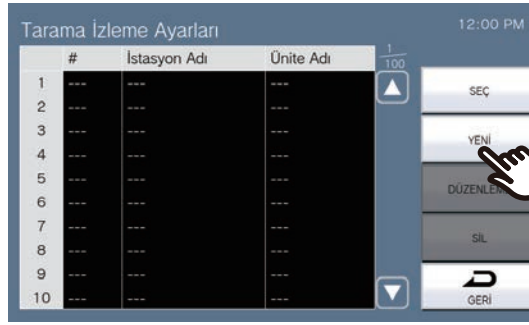 Tarama İzleme Ayarları 12:00 PM
# İstasyon Adı Ünite Adı 1/100
1 --- --- ---
2 --- --- ---
3 --- --- ---
4 --- --- ---
5 --- --- ---
6 --- --- ---
7 --- --- ---
8 --- --- ---
9 --- --- ---
10 --- --- ---
SEÇ
YENİ
SİL
GERİ